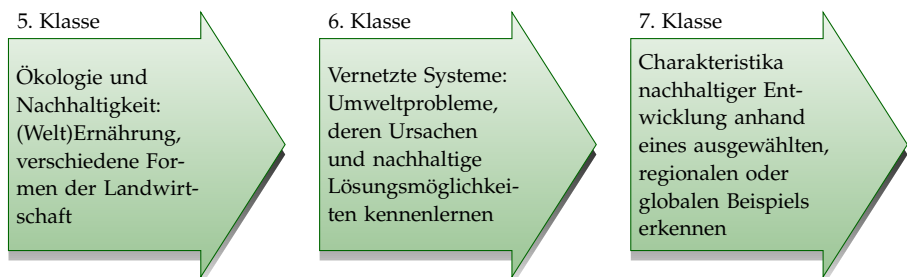 5. Klasse
Ökologie und
Nachhaltigkeit:
(Welt)Ernährung,
verschiedene For-
men der Landwirt-
schaft
6. Klasse
Vernetzte Systeme:
Umweltprobleme,
deren Ursachen
und nachhaltige
Lösungsmöglichkei-
ten kennenlernen
7. Klasse
Charakteristika
nachhaltiger Ent-
wicklung anhand
eines ausgewählten,
regionalen oder
globalen Beispiels
erkennen